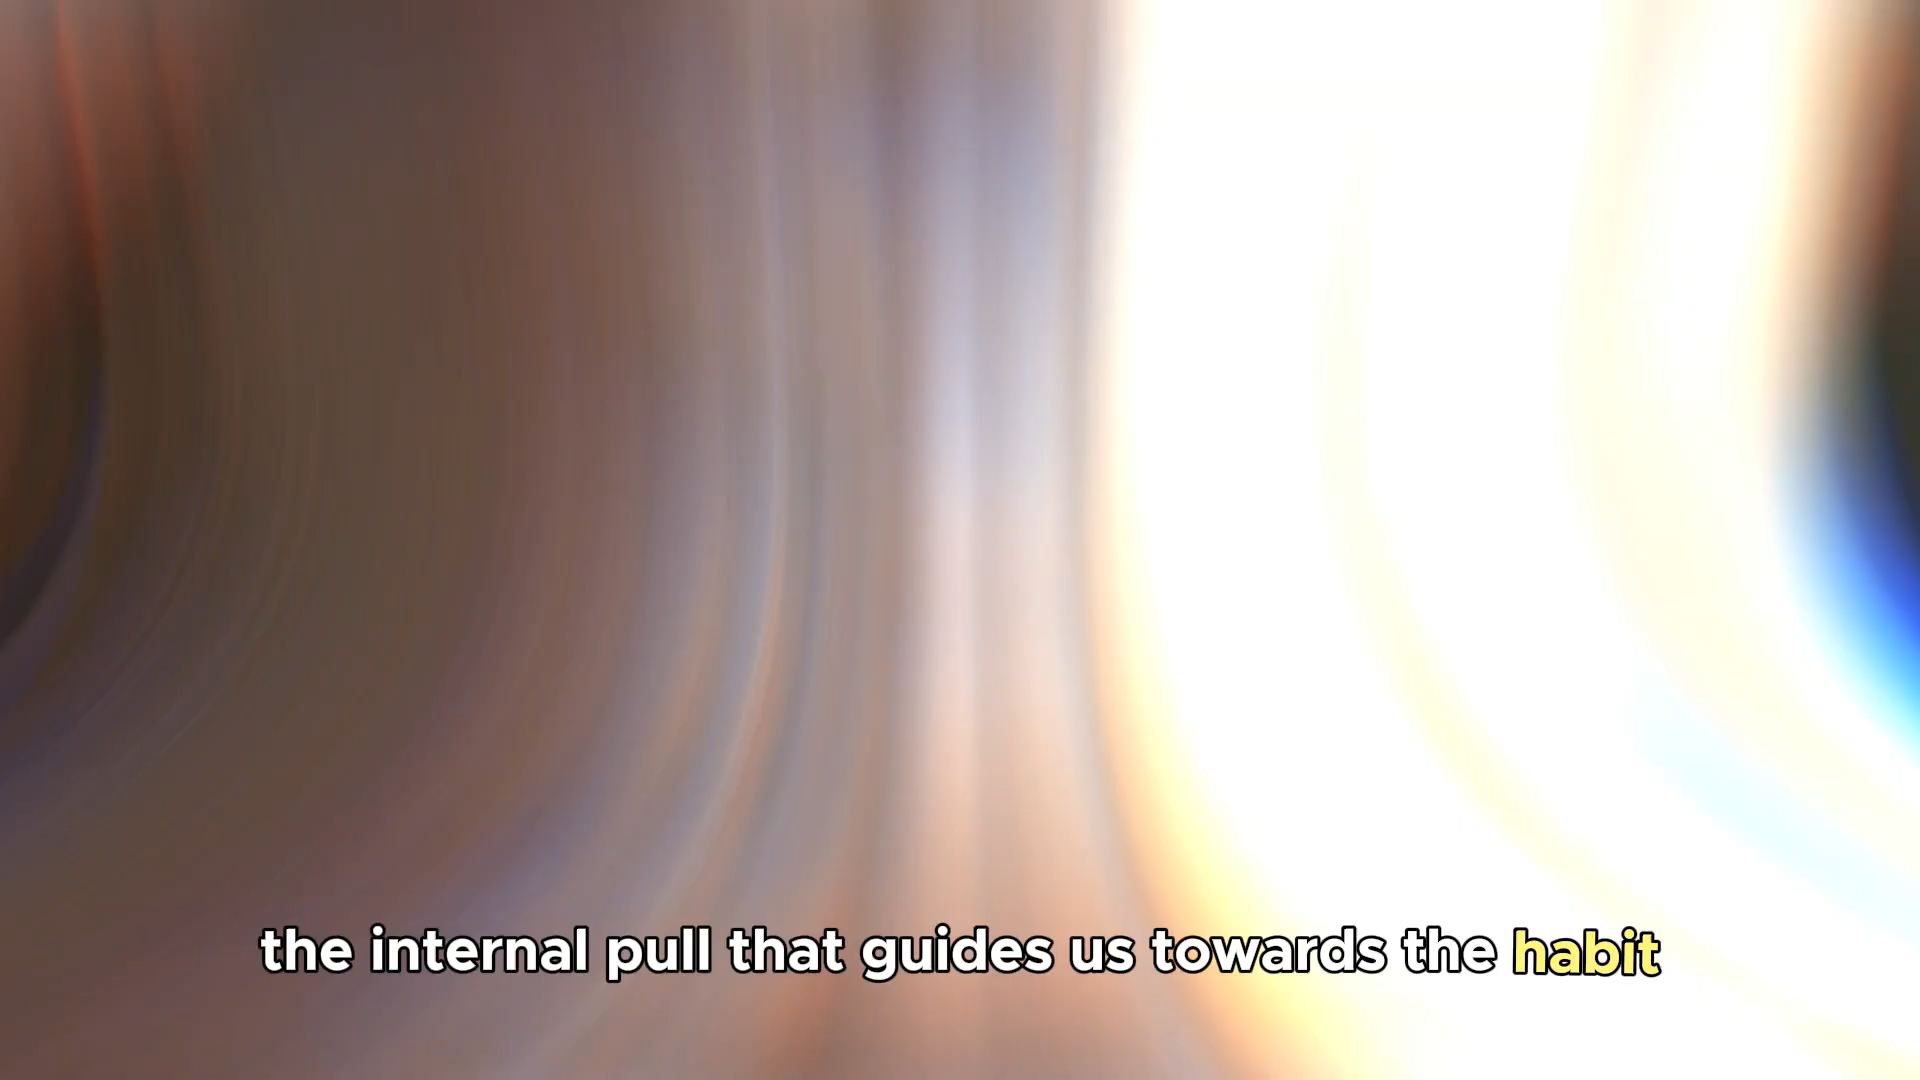 the internal pull that guides us towards the habit